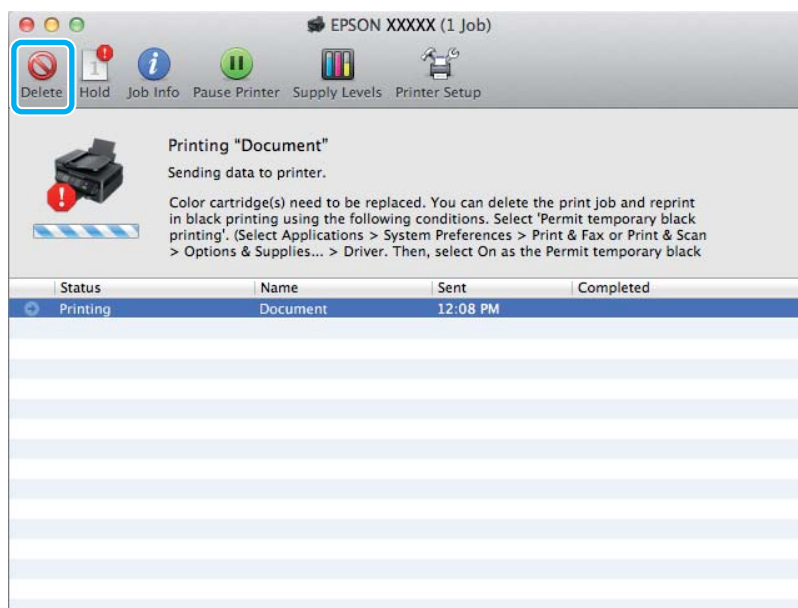 EPSON XXXXX (1 Job)
1
Delete Hold Job Info Pause Printer Supply Levels Printer Setup
Printing "Document"
Sending data to printer.
Color cartridge(s) need to be replaced. You can delete the print job and reprint
in black printing using the following conditions. Select 'Permit temporary black
printing'. (Select Applications > System Preferences > Print & Fax or Print & Scan
> Options & Supplies... > Driver. Then, select On as the Permit temporary black
Status Name Sent Completed
Printing Document 12:08 PM